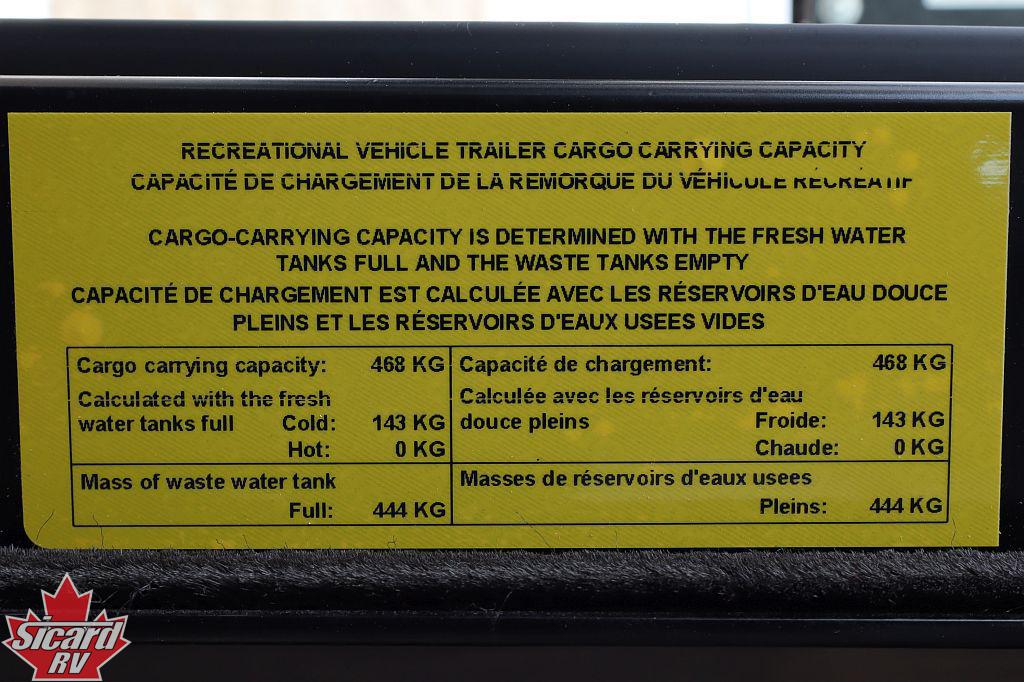 RECREATIONAL VEHICLE TRAILER CARGO CARRYING CAPACITY
CAPACITÉ DE CHARGEMENT DE LA REMORQUE DU VÉHICULE RÉCRÉATIF
CARGO-CARRYING CAPACITY IS DETERMINED WITH THE FRESH WATER
TANKS FULL AND THE WASTE TANKS EMPTY
CAPACITÉ DE CHARGEMENT EST CALCULÉE AVEC LES RÉSERVOIRS D'EAU DOUCE
PLEINS ET LES RÉSERVOIRS D'EAUX USEES VIDES
Cargo carrying capacity: 468 KG
Calculated with the fresh
water tanks full Cold: 143 KG
Hot: 0 KG
Mass of waste water tank
Full: 444 KG
Capacité de chargement: 468 KG
Calculée avec les réservoirs d'eau
douce pleins Froide: 143 KG
Chaude: 0 KG
Masses de réservoirs d'eaux usees
Pleins: 444 KG
Sicard
RV